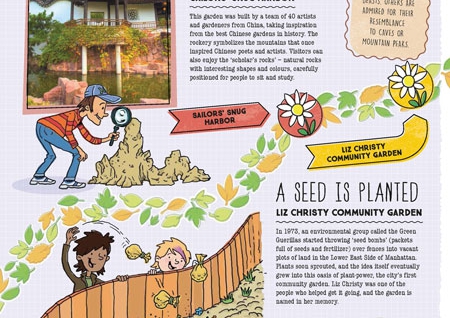 This garden was built by a team of 40 artists
and gardeners from China, taking inspiration
from the best Chinese gardens in history. The
rockery symbolizes the mountains that once
inspired Chinese poets and artists. Visitors can
also enjoy the 'scholar's rocks' – natural rocks
with interesting shapes and colours, carefully
positioned for people to sit and study.
OTHERS ARE
ADMIRED FOR THEIR
RESEMBLANCE
TO CAVES OR
MOUNTAIN PEAKS.
SAILORS' SNUG
HARBOR
LIZ CHRISTY
COMMUNITY GARDEN
A SEED IS PLANTED
LIZ CHRISTY COMMUNITY GARDEN
In 1973, an environmental group called the Green
Guerillas started throwing 'seed bombs' (packets
full of seeds and fertilizer) over fences into vacant
plots of land in the Lower East Side of Manhattan.
Plants soon sprouted, and the idea itself eventually
grew into this oasis of plant-power, the city's first
community garden. Liz Christy was one of the
people who helped get it going, and the garden is
named in her memory.